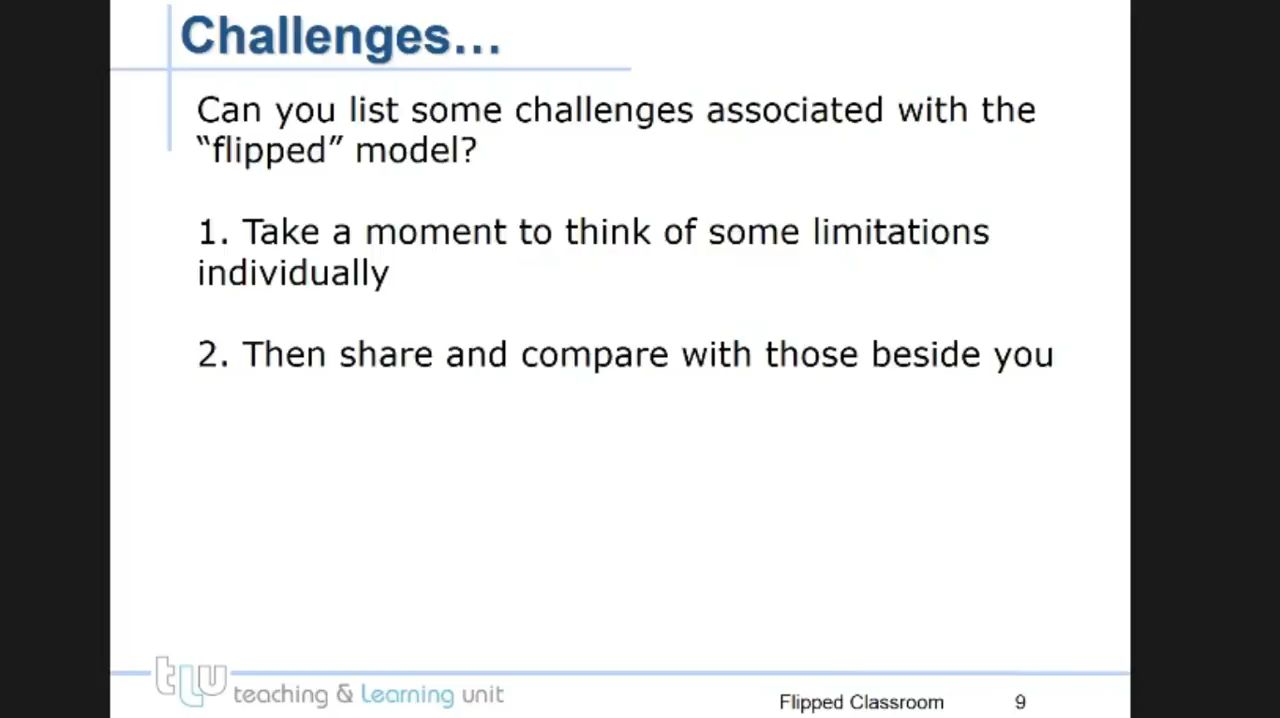 Challenges...
Can you list some challenges associated with the
“flipped” model?
1. Take a moment to think of some limitations
individually
2. Then share and compare with those beside you
tLu teaching & Learning unit
Flipped Classroom 9